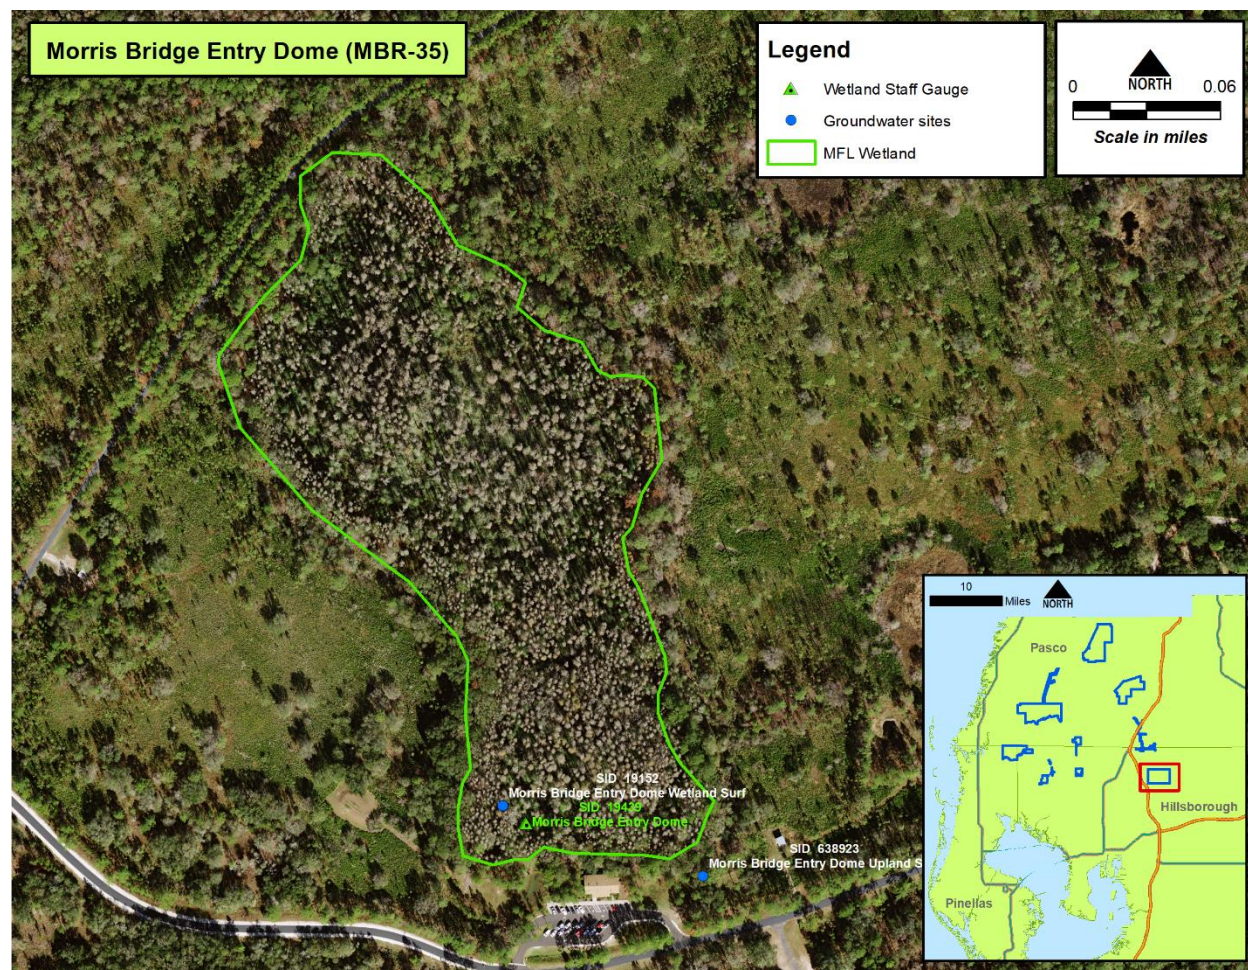 Morris Bridge Entry Dome (MBR-35)
Legend
Wetland Staff Gauge
Groundwater sites
MFL Wetland
0 NORTH 0.06
Scale in miles
SID 19152
Morris Bridge Entry Dome Wetland Surf
SID 19439
Morris Bridge Entry Dome
SID 638923
Morris Bridge Entry Dome Upland S
10
Miles NORTH
Pasco
Hillsborough
Pinellas